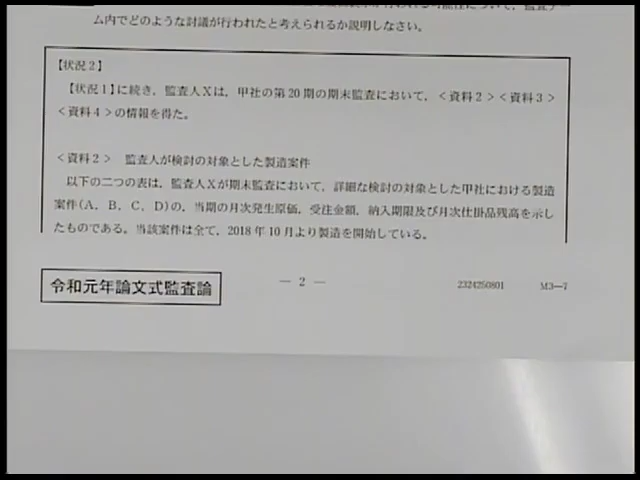 ム内でどのような討議が行われたと考えられるか説明しなさい。
【状況2】
【状況1】に続き，監査人Xは，甲社の第20期の期末監査において，＜資料2＞＜資料3＞
＜資料4＞の情報を得た。
＜資料2＞ 監査人が検討の対象とした製造案件
以下の二つの表は，監査人Xが期末監査において，詳細な検討の対象とした甲社における製造
案件(A，B，C，D)の，当期の月次発生原価，受注金額，納入期限及び月次仕掛品残高を示し
たものである。当該案件は全て，2018年10月より製造を開始している。
令和元年論文式監査論
― 2 ―
2324250801
M3―7